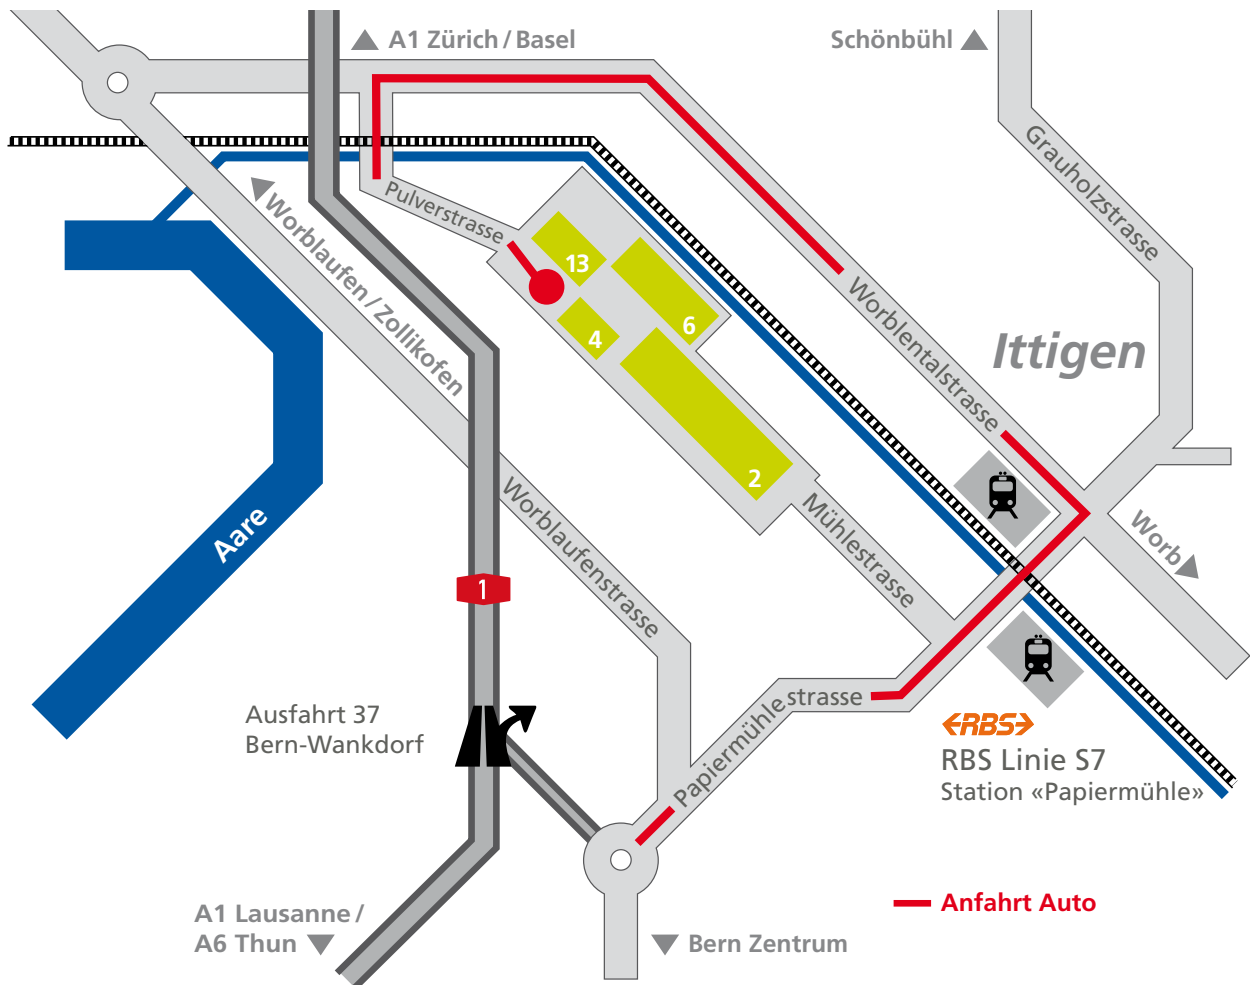 A1 Zürich / Basel
Schönbühl
Grauholzstrasse
Pulverstrasse
Worblaufen / Zollikofen
13
6
4
2
Worblentalstrasse
Ittigen
Aare
Worblaufenstrasse
Mühlestrasse
Worb
1
Ausfahrt 37
Bern-Wankdorf
Papiermühlestrasse
RBS
RBS Linie S7
Station «Papiermühle»
A1 Lausanne /
A6 Thun
Bern Zentrum
Anfahrt Auto